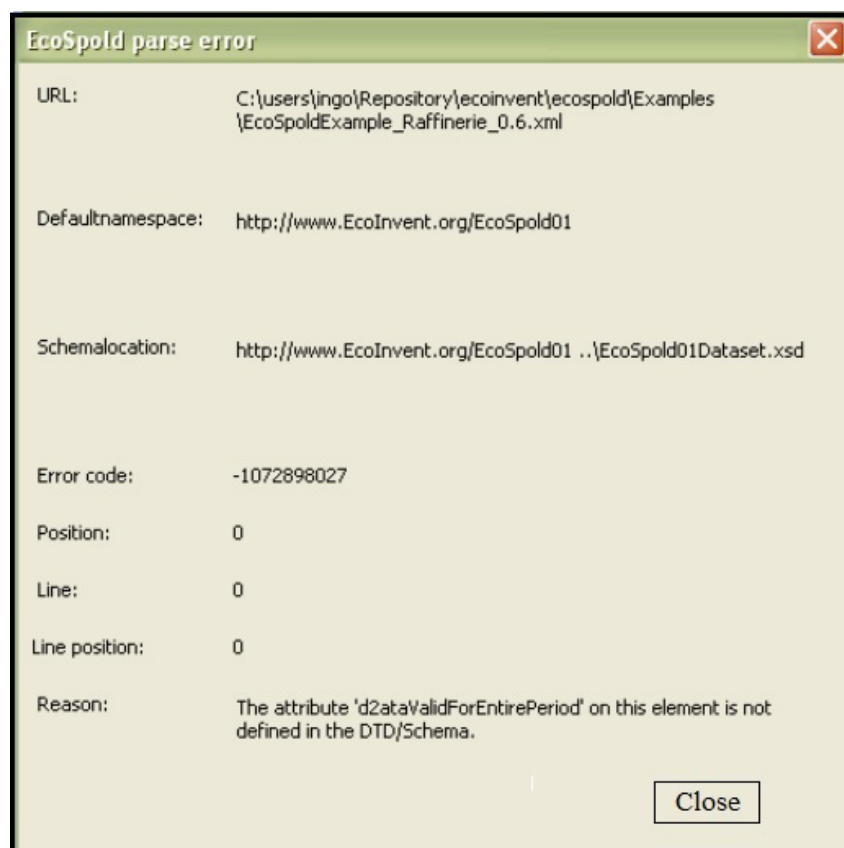 EcoSpold parse error
URL: C:\users\ingo\Repository\ecoinvent\ecospold\Examples
\EcoSpoldExample_Raffinerie_0.6.xml
Defaultnamespace: http://www.EcoInvent.org/EcoSpold01
Schemalocation: http://www.EcoInvent.org/EcoSpold01 ..\EcoSpold01Dataset.xsd
Error code: -1072898027
Position: 0
Line: 0
Line position: 0
Reason: The attribute 'd2ataValidForEntirePeriod' on this element is not
defined in the DTD/Schema.
Close